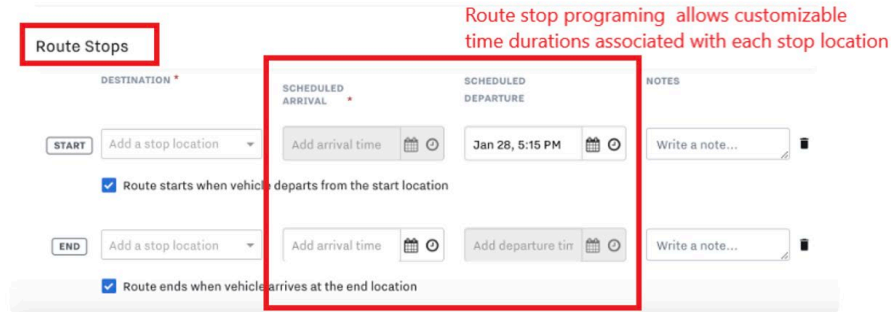 Route stop programing allows customizable
time durations associated with each stop location
Route Stops
DESTINATION *
SCHEDULED
ARRIVAL *
SCHEDULED
DEPARTURE
NOTES
START
Add a stop location
Add arrival time
Jan 28, 5:15 PM
Write a note...
Route starts when vehicle departs from the start location
END
Add a stop location
Add arrival time
Add departure tim
Write a note...
Route ends when vehicle arrives at the end location